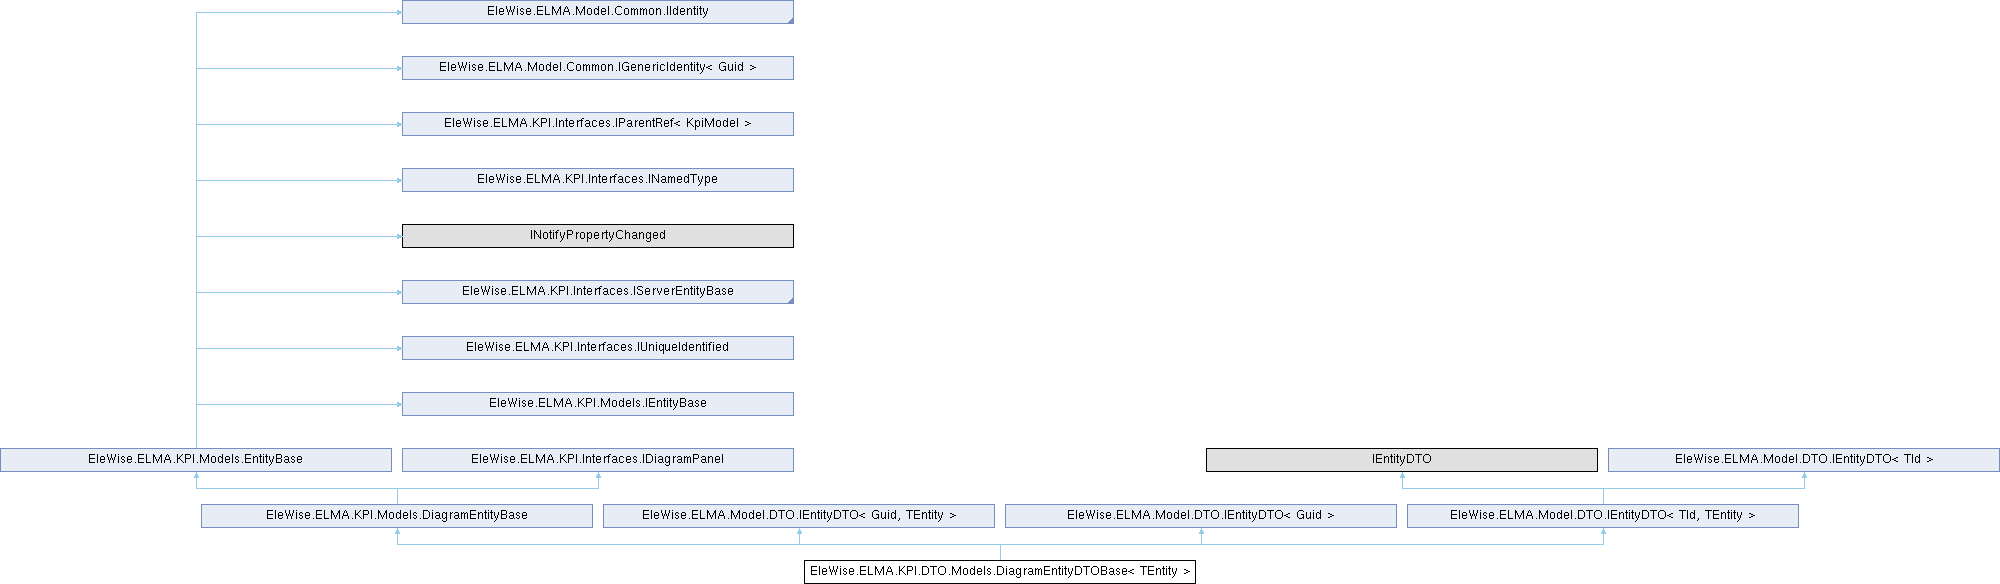 EleWise.ELMA.Model.Common.IIdentity
EleWise.ELMA.Model.Common.IGenericIdentity< Guid >
EleWise.ELMA.KPI.Interfaces.IParentRef< KpiModel >
EleWise.ELMA.KPI.Interfaces.INamedType
INotifyPropertyChanged
EleWise.ELMA.KPI.Interfaces.IServerEntityBase
EleWise.ELMA.KPI.Interfaces.IUniqueIdentified
EleWise.ELMA.KPI.Models.IEntityBase
EleWise.ELMA.KPI.Models.EntityBase
EleWise.ELMA.KPI.Interfaces.IDiagramPanel
IEntityDTO
EleWise.ELMA.Model.DTO.IEntityDTO< TId >
EleWise.ELMA.KPI.Models.DiagramEntityBase
EleWise.ELMA.Model.DTO.IEntityDTO< Guid, TEntity >
EleWise.ELMA.Model.DTO.IEntityDTO< Guid >
EleWise.ELMA.Model.DTO.IEntityDTO< TId, TEntity >
EleWise.ELMA.KPI.DTO.Models.DiagramEntityDTOBase< TEntity >